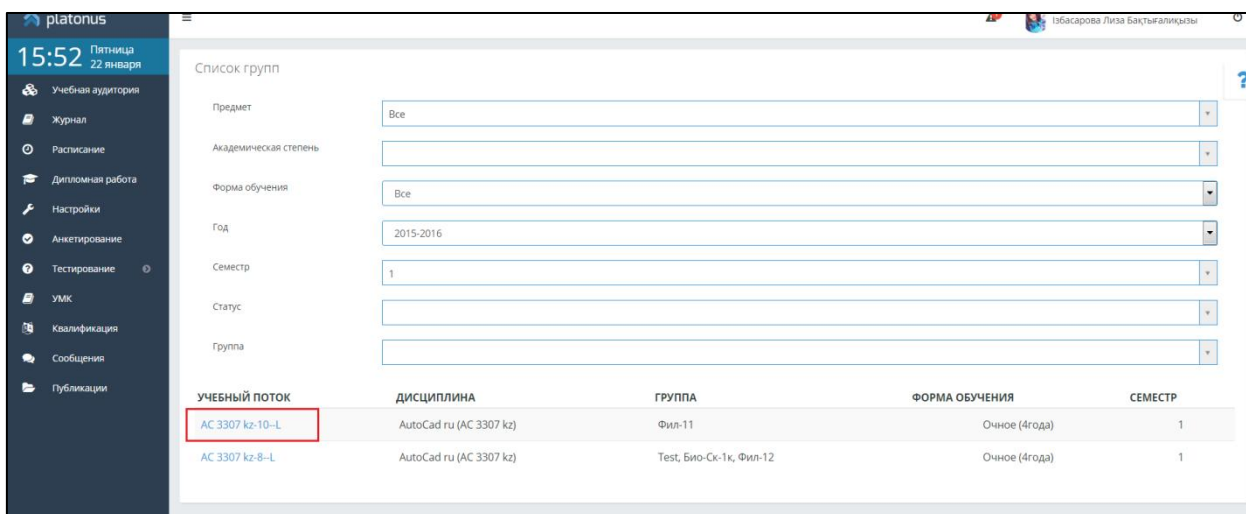 platonus
Ізбасарова Лиза Бақтығалиқызы
15:52 Пятница
22 января
Учебная аудитория
Журнал
Расписание
Дипломная работа
Настройки
Анкетирование
Тестирование
УМК
Квалификация
Сообщения
Публикации
Список групп
?
Предмет Все
Академическая степень
Форма обучения Все
Год 2015-2016
Семестр 1
Статус
Группа
УЧЕБНЫЙ ПОТОК ДИСЦИПЛИНА ГРУППА ФОРМА ОБУЧЕНИЯ СЕМЕСТР
AC 3307 kz-10--L AutoCad ru (AC 3307 kz) Фил-11 Очное (4года) 1
AC 3307 kz-8--L AutoCad ru (AC 3307 kz) Test, Био-Ск-1к, Фил-12 Очное (4года) 1